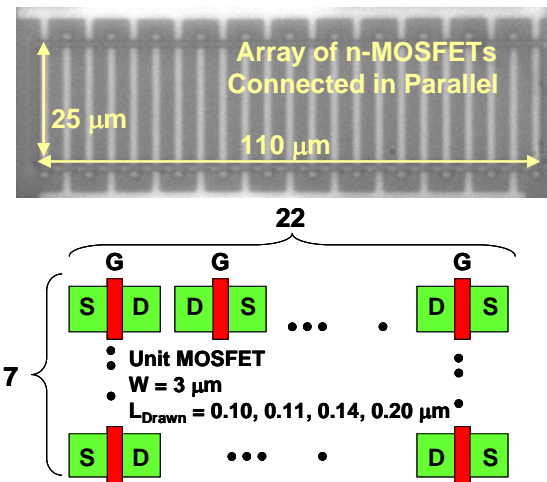 Array of n-MOSFETs
Connected in Parallel
25 μm
110 μm
22
G G G
S D D S D S
7
Unit MOSFET
W = 3 μm
L_Drawn = 0.10, 0.11, 0.14, 0.20 μm
S D D S